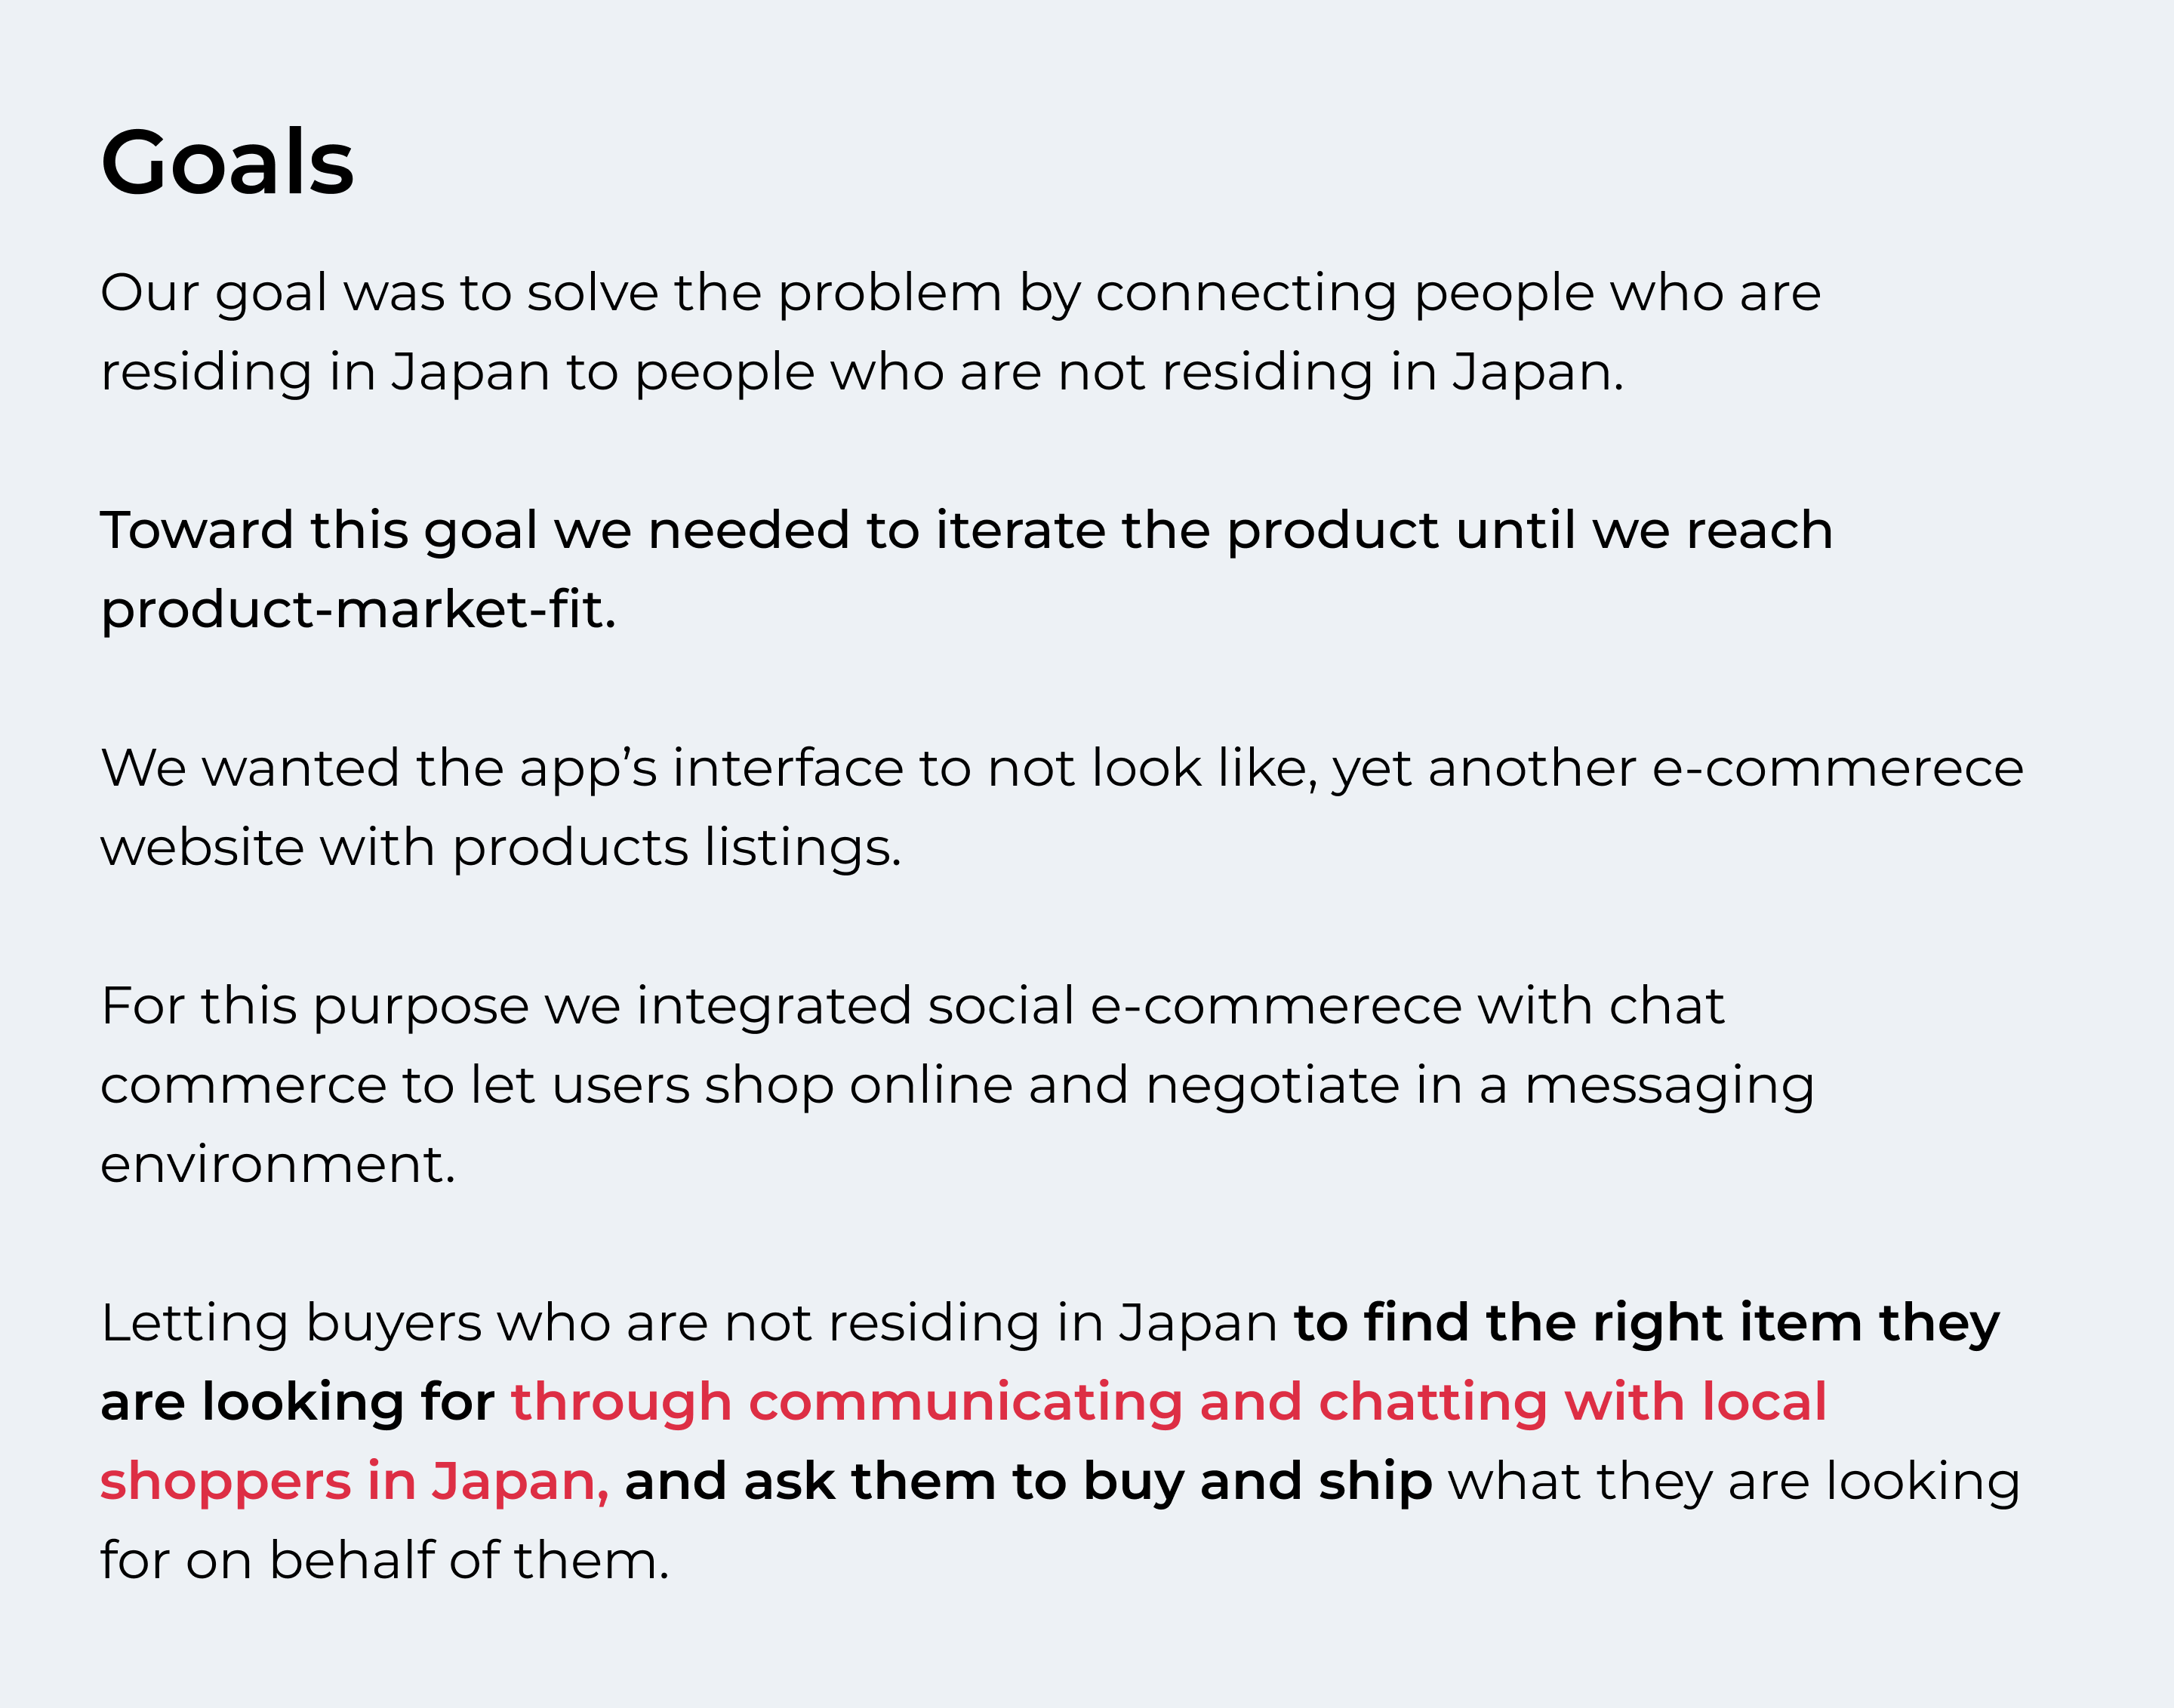 Goals
Our goal was to solve the problem by connecting people who are
residing in Japan to people who are not residing in Japan.
Toward this goal we needed to iterate the product until we reach
product-market-fit.
We wanted the app’s interface to not look like, yet another e-commerece
website with products listings.
For this purpose we integrated social e-commerece with chat
commerce to let users shop online and negotiate in a messaging
environment.
Letting buyers who are not residing in Japan to find the right item they
are looking for through communicating and chatting with local
shoppers in Japan, and ask them to buy and ship what they are looking
for on behalf of them.